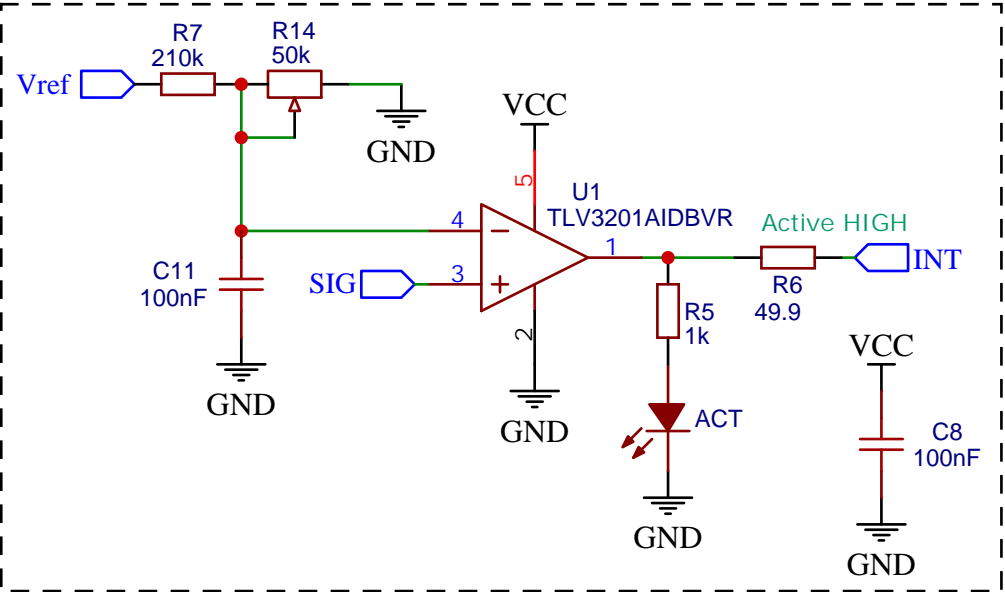 R7
210k
R14
50k
Vref
GND
VCC
5
U1
TLV3201AIDBVR
4
3
1
2
Active HIGH
INT
R6
49.9
C11
100nF
SIG
R5
1k
GND
GND
ACT
GND
VCC
C8
100nF
GND